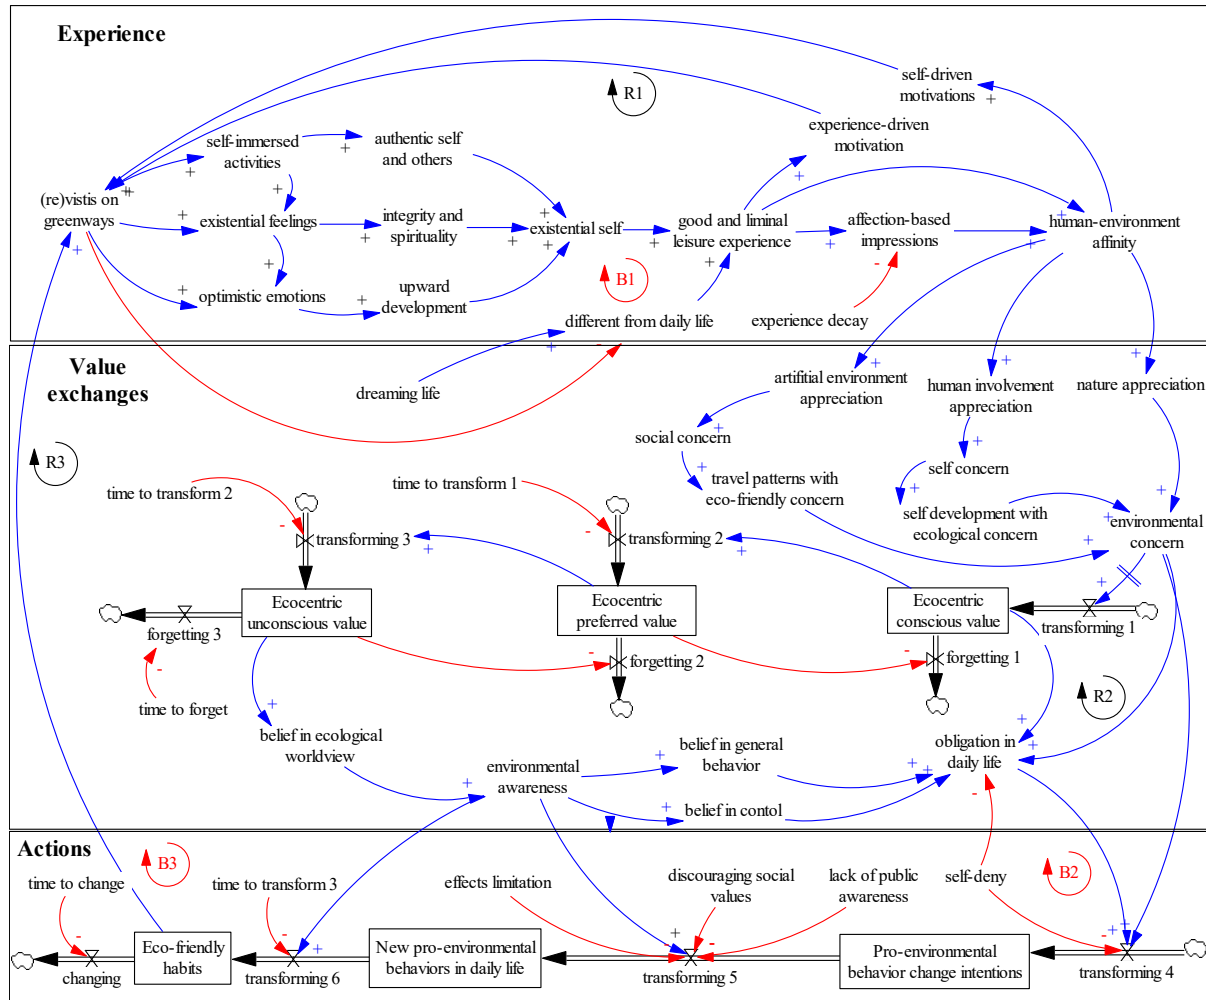 Experience
self-driven
motivations
R1
experience-driven
motivation
self-immersed
activities
authentic self
and others
(re)vistis on
greenways
existential feelings
integrity and
spirituality
existential self
good and liminal
leisure experience
affection-based
impressions
human-environment
affinity
B1
optimistic emotions
upward
development
different from daily life
experience decay
Value
exchanges
dreaming life
artifitial environment
appreciation
human involvement
appreciation
nature appreciation
social concern
R3
self concern
time to transform 2
time to transform 1
travel patterns with
eco-friendly concern
self development with
ecological concern
environmental
concern
transforming 3
transforming 2
Ecocentric
unconscious value
Ecocentric
preferred value
Ecocentric
conscious value
transforming 1
forgetting 3
forgetting 2
forgetting 1
time to forget
R2
belief in ecological
worldview
belief in general
behavior
obligation in
daily life
environmental
awareness
belief in contol
Actions
B3
B2
time to change
time to transform 3
effects limitation
discouraging social
values
lack of public
awareness
self-deny
Eco-friendly
habits
New pro-environmental
behaviors in daily life
Pro-environmental
behavior change intentions
changing
transforming 6
transforming 5
transforming 4